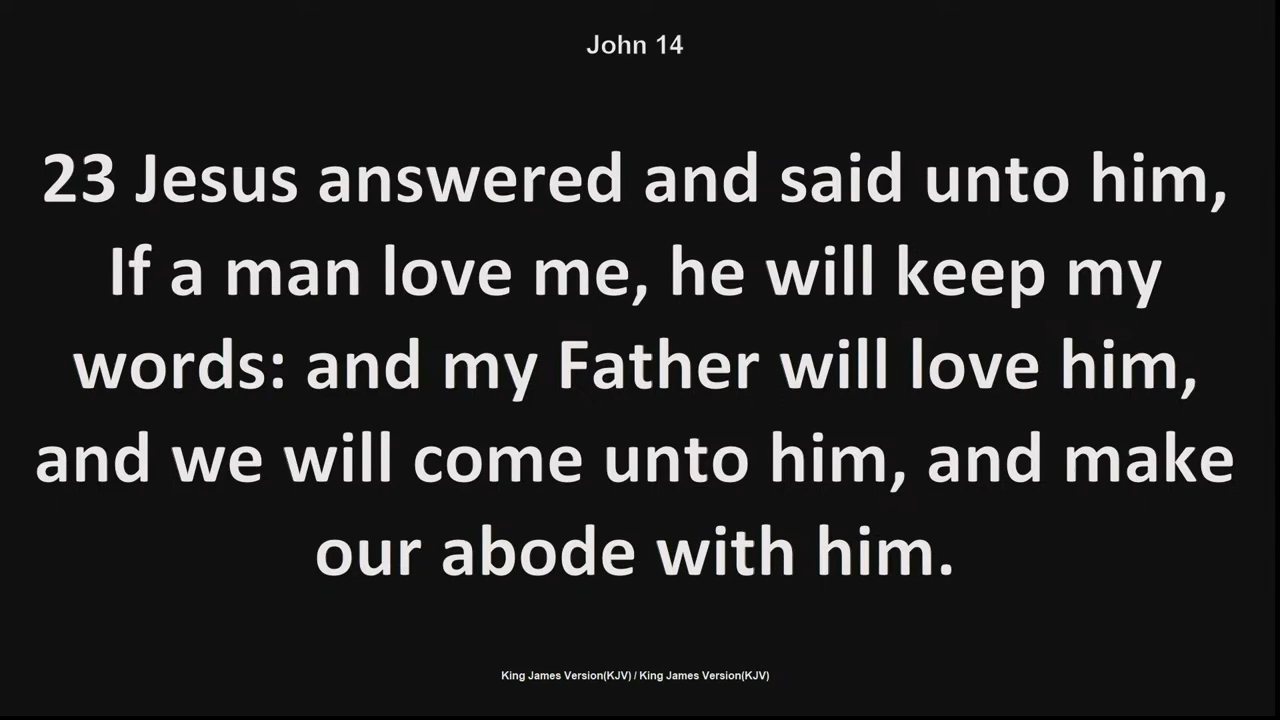 John 14
23 Jesus answered and said unto him,
If a man love me, he will keep my
words: and my Father will love him,
and we will come unto him, and make
our abode with him.
King James Version(KJV) / King James Version(KJV)